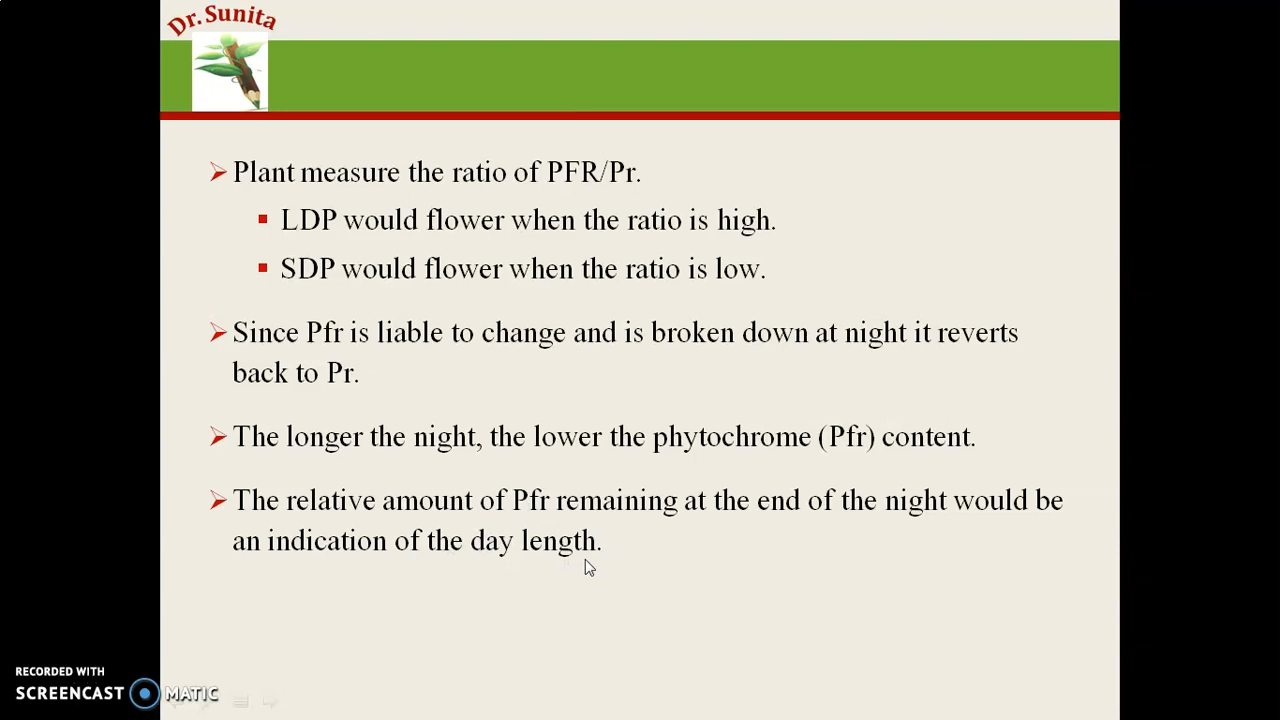 Dr. Sunita
Plant measure the ratio of PFR/Pr.
LDP would flower when the ratio is high.
SDP would flower when the ratio is low.
Since Pfr is liable to change and is broken down at night it reverts
back to Pr.
The longer the night, the lower the phytochrome (Pfr) content.
The relative amount of Pfr remaining at the end of the night would be
an indication of the day length.
RECORDED WITH
SCREENCAST MATIC